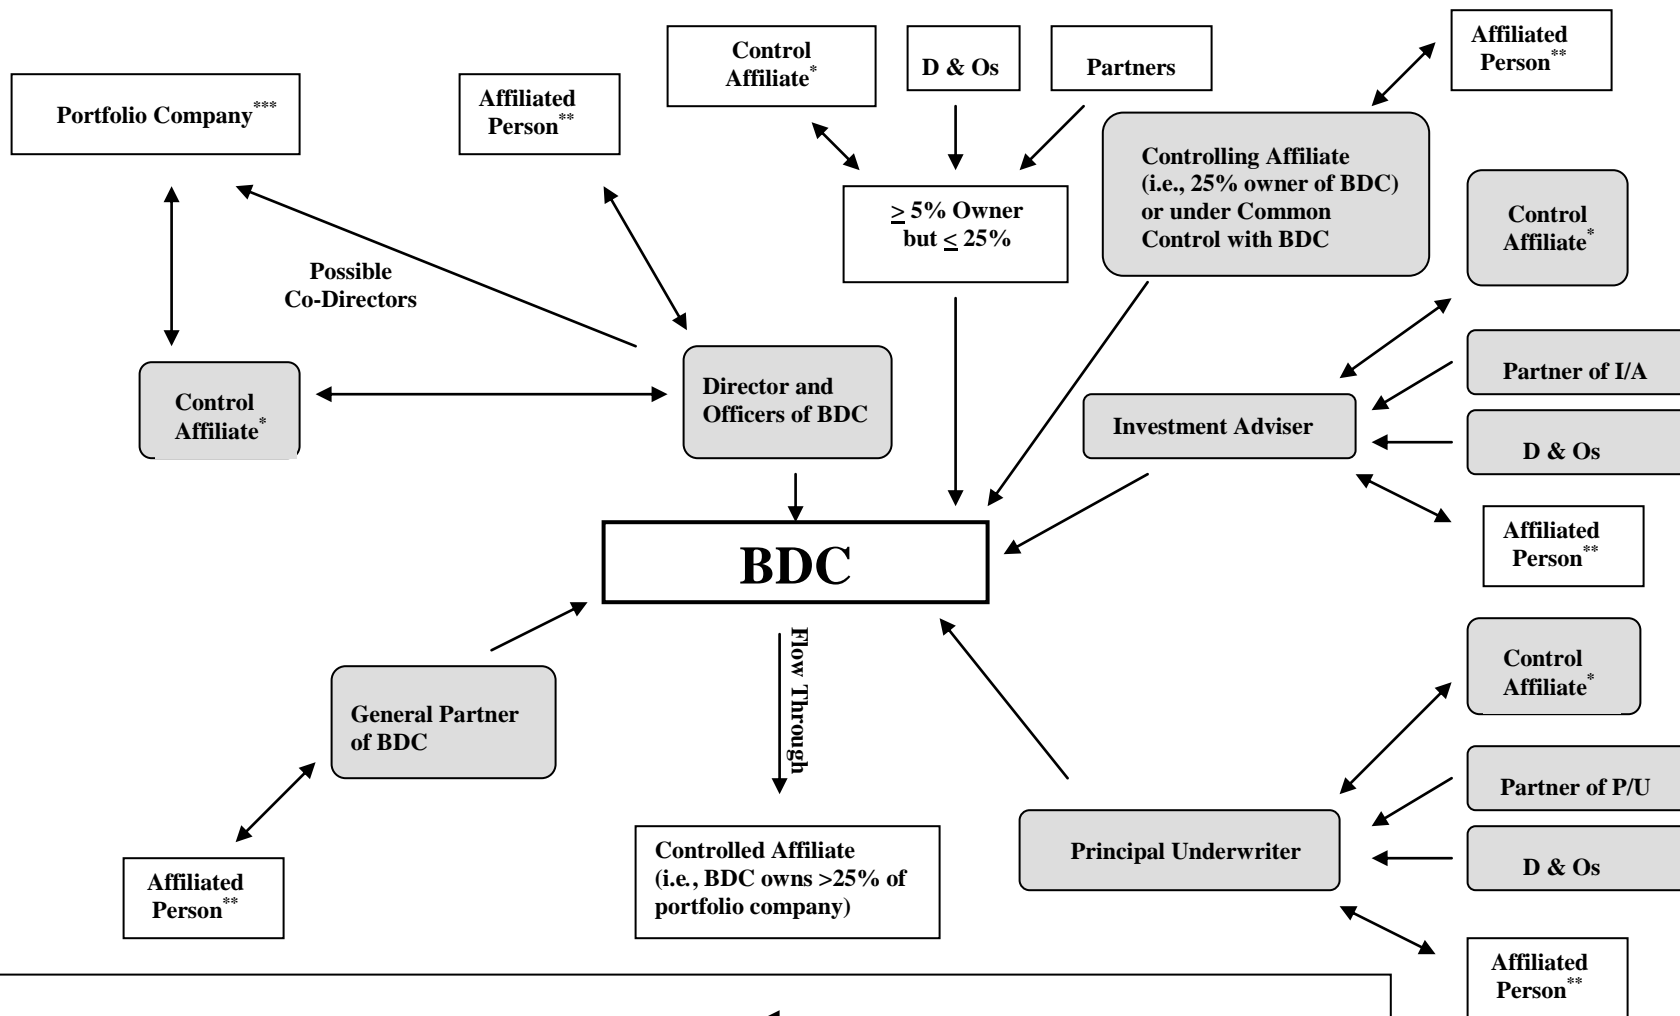 Control
Affiliate*
D & Os
Partners
Affiliated
Person**
Portfolio Company***
Affiliated
Person**
Controlling Affiliate
(i.e., 25% owner of BDC)
or under Common
Control with BDC
≥ 5% Owner
but ≤ 25%
Control
Affiliate*
Possible
Co-Directors
Control
Affiliate*
Director and
Officers of BDC
Investment Adviser
Partner of I/A
D & Os
Affiliated
Person**
BDC
Flow Through
General Partner
of BDC
Control
Affiliate*
Partner of P/U
D & Os
Principal Underwriter
Controlled Affiliate
(i.e., BDC owns >25% of
portfolio company)
Affiliated
Person**
Affiliated
Person**